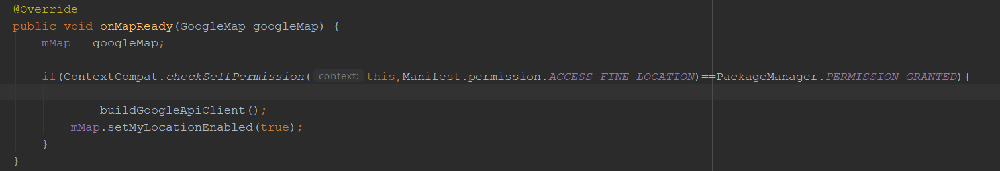 @Override
public void onMapReady(GoogleMap googleMap) {
mMap = googleMap;
if(ContextCompat.checkSelfPermission( context: this,Manifest.permission.ACCESS_FINE_LOCATION)==PackageManager.PERMISSION_GRANTED){
buildGoogleApiClient();
mMap.setMyLocationEnabled(true);
}
}